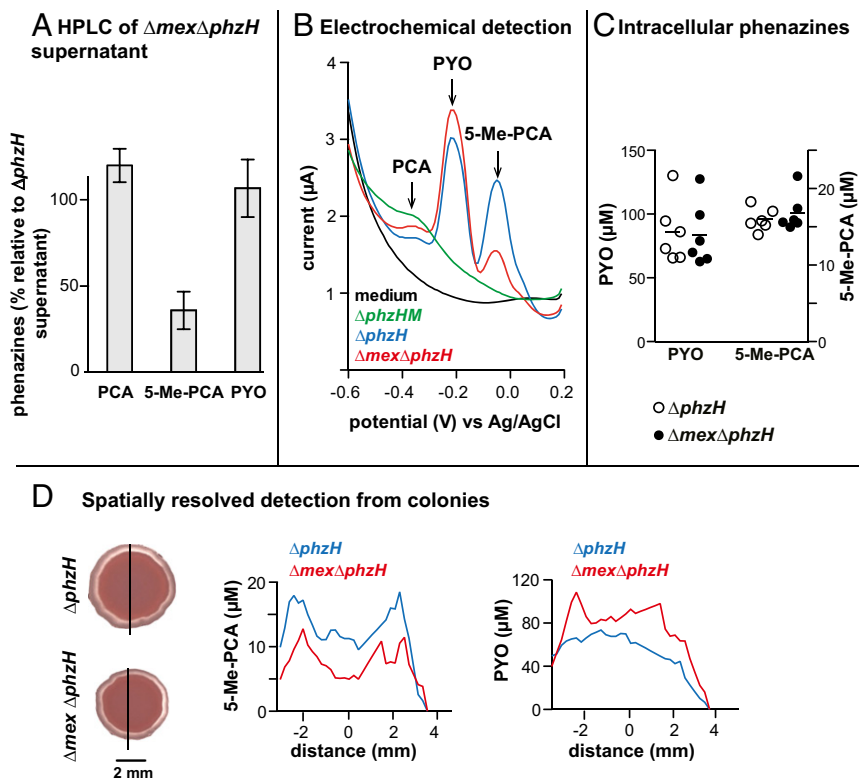 A HPLC of ΔmexΔphzH
supernatant
phenazines (% relative to ΔphzH
supernatant)
100
50
0
PCA 5-Me-PCA PYO
B Electrochemical detection
PYO
5-Me-PCA
PCA
4
3
2
1
current (µA)
medium
ΔphzHM
ΔphzH
ΔmexΔphzH
-0.6 -0.4 -0.2 0.0 0.2
potential (V) vs Ag/AgCl
C Intracellular phenazines
150
100
50
0
PYO (µM)
20
10
0
5-Me-PCA (µM)
PYO 5-Me-PCA
ΔphzH
ΔmexΔphzH
D Spatially resolved detection from colonies
ΔphzH
Δmex ΔphzH
2 mm
ΔphzH
ΔmexΔphzH
20
10
0
5-Me-PCA (µM)
-2 0 2 4
distance (mm)
ΔphzH
ΔmexΔphzH
120
80
40
0
PYO (µM)
-2 0 2 4
distance (mm)